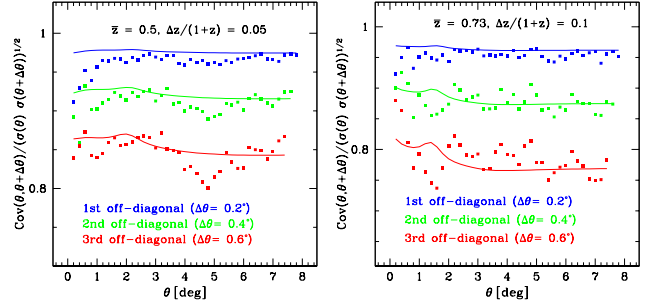 z̄ = 0.5, Δz/(1+z) = 0.05
Cov(θ,θ+Δθ)/(σ(θ) σ(θ+Δθ))^1/2
1
0.8
1st off-diagonal (Δθ= 0.2°)
2nd off-diagonal (Δθ= 0.4°)
3rd off-diagonal (Δθ= 0.6°)
0 1 2 3 4 5 6 7 8
θ [deg]
z̄ = 0.73, Δz/(1+z) = 0.1
Cov(θ,θ+Δθ)/(σ(θ) σ(θ+Δθ))^1/2
1
0.8
1st off-diagonal (Δθ= 0.2°)
2nd off-diagonal (Δθ= 0.4°)
3rd off-diagonal (Δθ= 0.6°)
0 1 2 3 4 5 6 7 8
θ [deg]